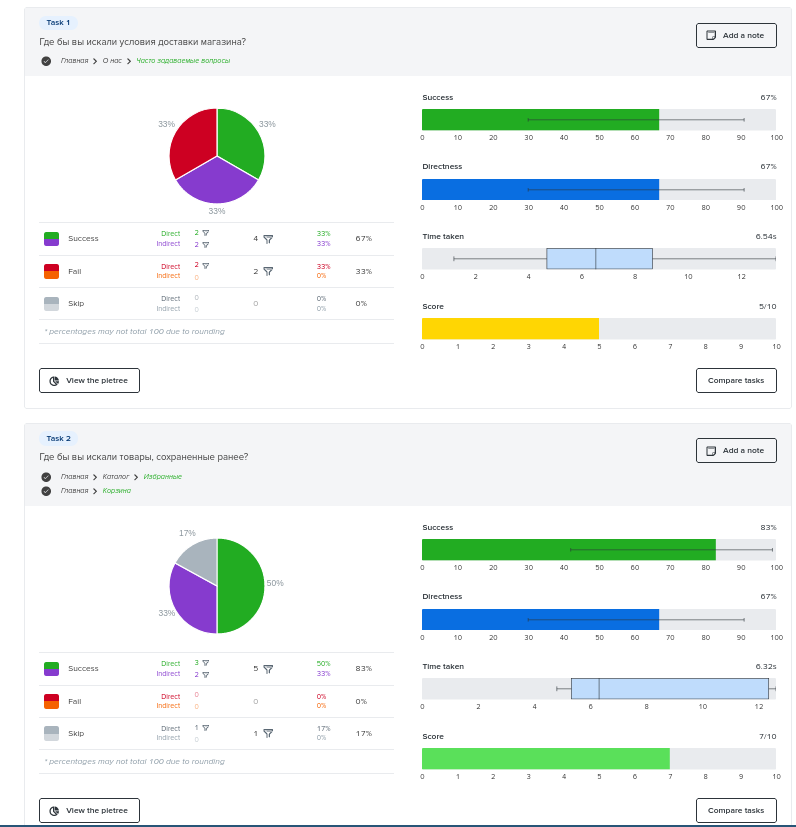 Task 1
Где бы вы искали условия доставки магазина?
Add a note
Главная > О нас > Часто задаваемые вопросы
33%
33%
33%
Success Direct 2 4 33% 67%
Indirect 2 33%
Fail Direct 2 2 33% 33%
Indirect 0 0%
Skip Direct 0 0 0% 0%
Indirect 0 0%
* percentages may not total 100 due to rounding
Success 67%
0 10 20 30 40 50 60 70 80 90 100
Directness 67%
0 10 20 30 40 50 60 70 80 90 100
Time taken 6.54s
0 2 4 6 8 10 12
Score 5/10
0 1 2 3 4 5 6 7 8 9 10
View the pietree
Compare tasks
Task 2
Где бы вы искали товары, сохраненные ранее?
Add a note
Главная > Каталог > Избранные
Главная > Корзина
17%
50%
33%
Success Direct 3 5 50% 83%
Indirect 2 33%
Fail Direct 0 0 0% 0%
Indirect 0 0%
Skip Direct 1 1 17% 17%
Indirect 0 0%
* percentages may not total 100 due to rounding
Success 83%
0 10 20 30 40 50 60 70 80 90 100
Directness 67%
0 10 20 30 40 50 60 70 80 90 100
Time taken 6.32s
0 2 4 6 8 10 12
Score 7/10
0 1 2 3 4 5 6 7 8 9 10
View the pietree
Compare tasks